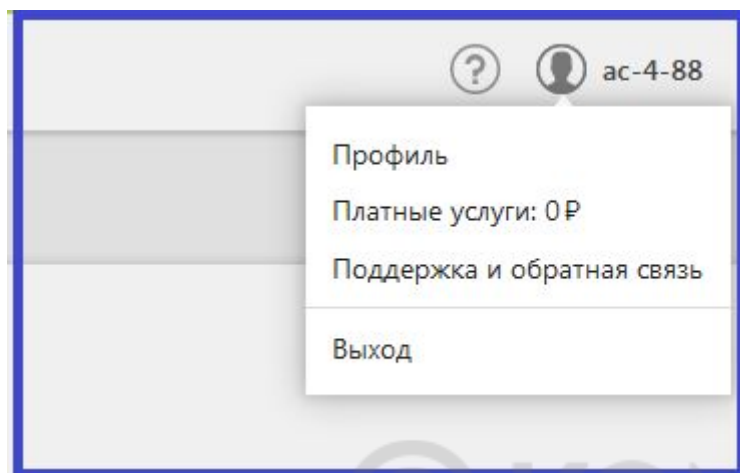 ?
ac-4-88
Профиль
Платные услуги: 0 ₽
Поддержка и обратная связь
Выход